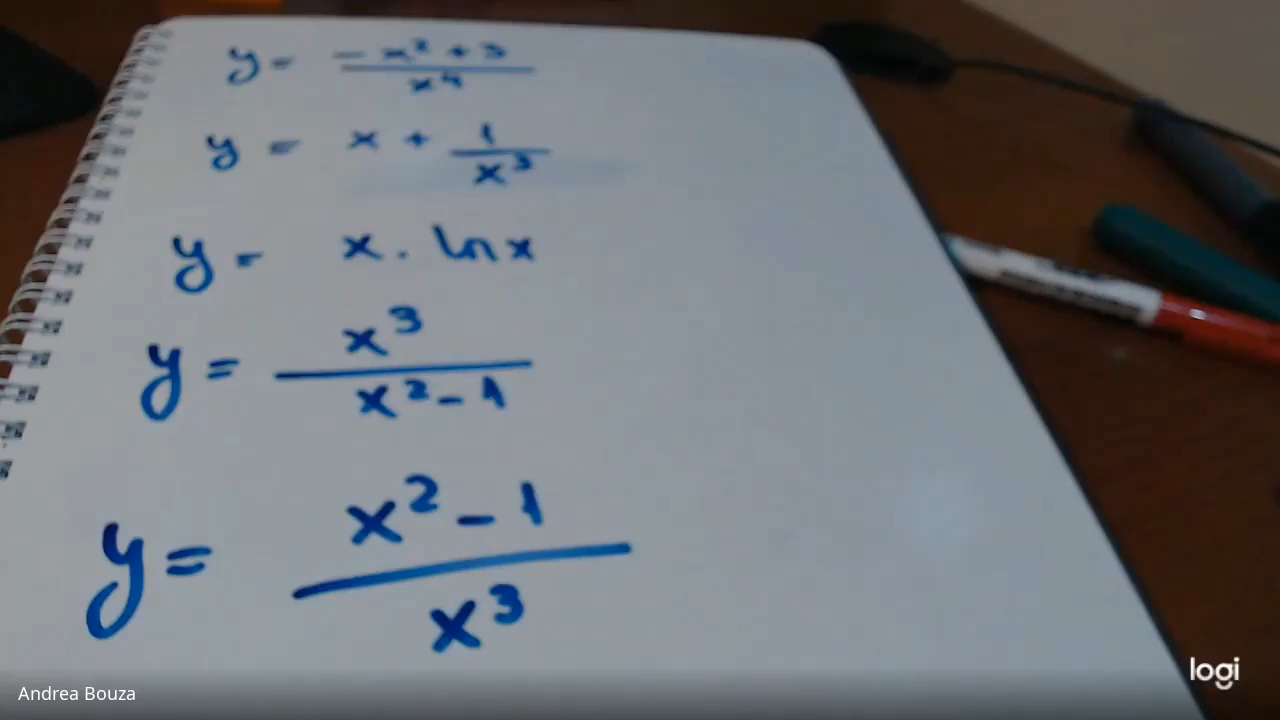 y = (-x² + 3)/x⁴
y = x + 1/x³
y = x . ln x
y = x³/(x² - 1)
y = (x² - 1)/x³
logi
Andrea Bouza